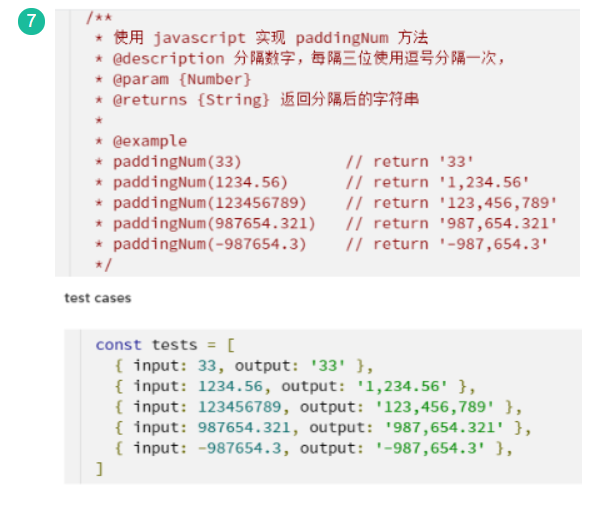 7
/**
* 使用 javascript 实现 paddingNum 方法
* @description 分隔数字，每隔三位使用逗号分隔一次，
* @param {Number}
* @returns {String} 返回分隔后的字符串
*
* @example
* paddingNum(33) // return '33'
* paddingNum(1234.56) // return '1,234.56'
* paddingNum(123456789) // return '123,456,789'
* paddingNum(987654.321) // return '987,654.321'
* paddingNum(-987654.3) // return '-987,654.3'
*/
test cases
const tests = [
{ input: 33, output: '33' },
{ input: 1234.56, output: '1,234.56' },
{ input: 123456789, output: '123,456,789' },
{ input: 987654.321, output: '987,654.321' },
{ input: -987654.3, output: '-987,654.3' },
]